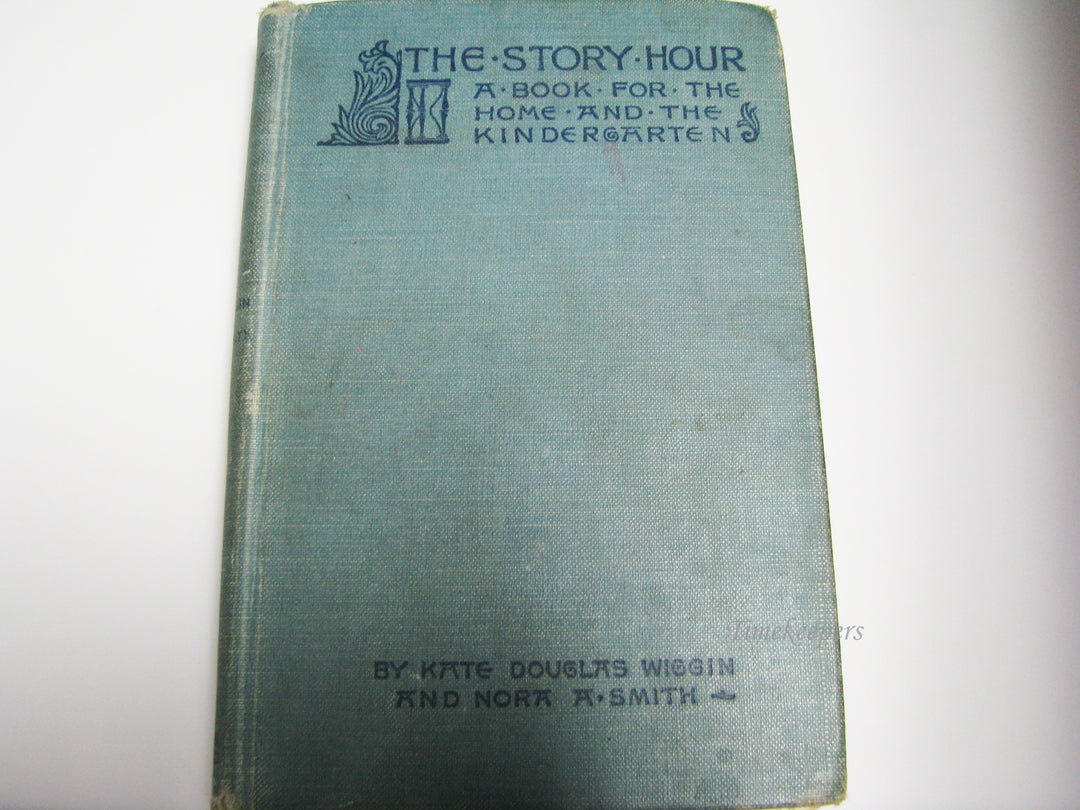 THE·STORY·HOUR
A·BOOK·FOR·THE
HOME·AND·THE
KINDERGARTEN
BY KATE DOUGLAS WIGGIN
AND NORA A·SMITH
Timekeepers